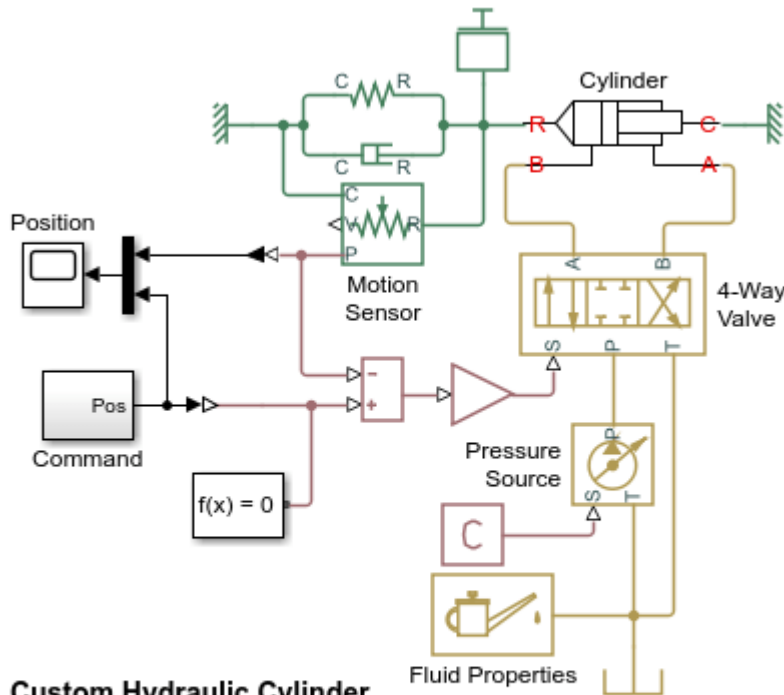 Cylinder
C R
R C
C R
B A
C
V R
P
Position
Motion
Sensor
A B
4-Way
Valve
S P T
Pos
Command
−
+
Pressure
Source
P
S T
f(x) = 0
C
Fluid Properties
Custom Hydraulic Cylinder